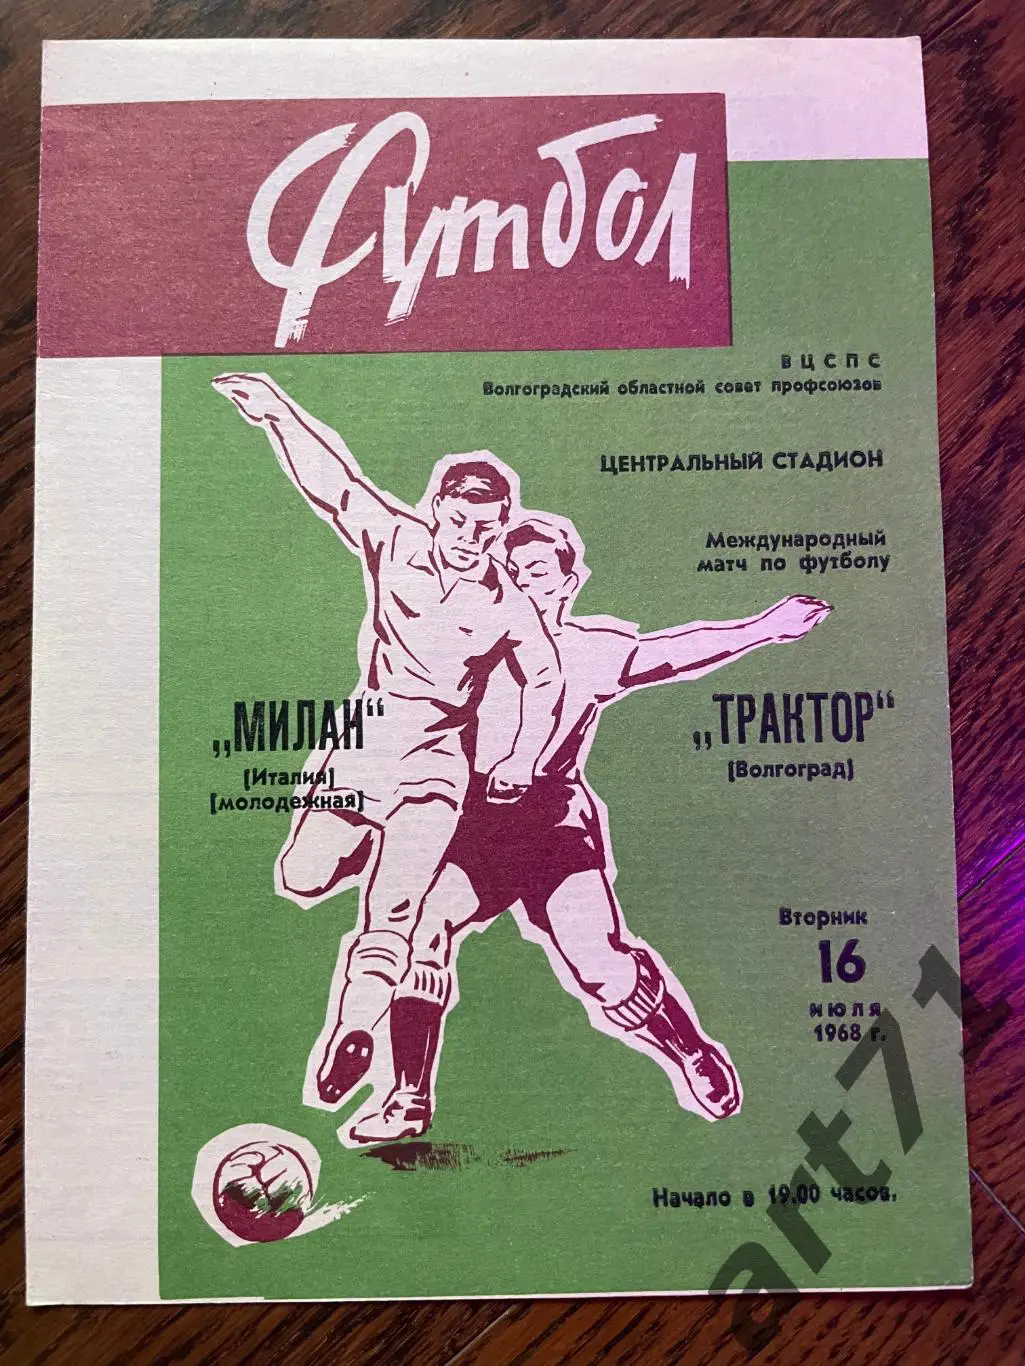 Футбол
ВЦСПС
Волгоградский областной совет профсоюзов
ЦЕНТРАЛЬНЫЙ СТАДИОН
Международный
матч по футболу
„МИЛАН“
[Италия]
[молодежная]
„ТРАКТОР“
[Волгоград]
Вторник
16
июля
1968 г.
Начало в 19.00 часов.
art71